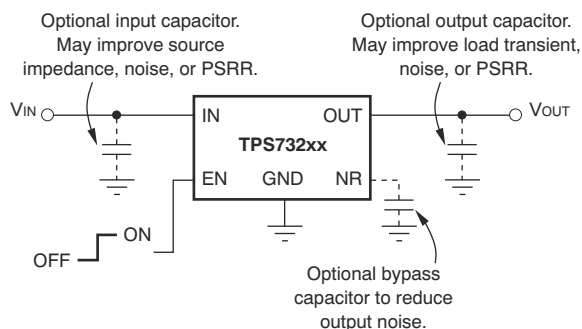 Optional input capacitor.
May improve source
impedance, noise, or PSRR.
Optional output capacitor.
May improve load transient,
noise, or PSRR.
VIN
IN
OUT
VOUT
TPS732xx
EN
GND
NR
ON
OFF
Optional bypass
capacitor to reduce
output noise.